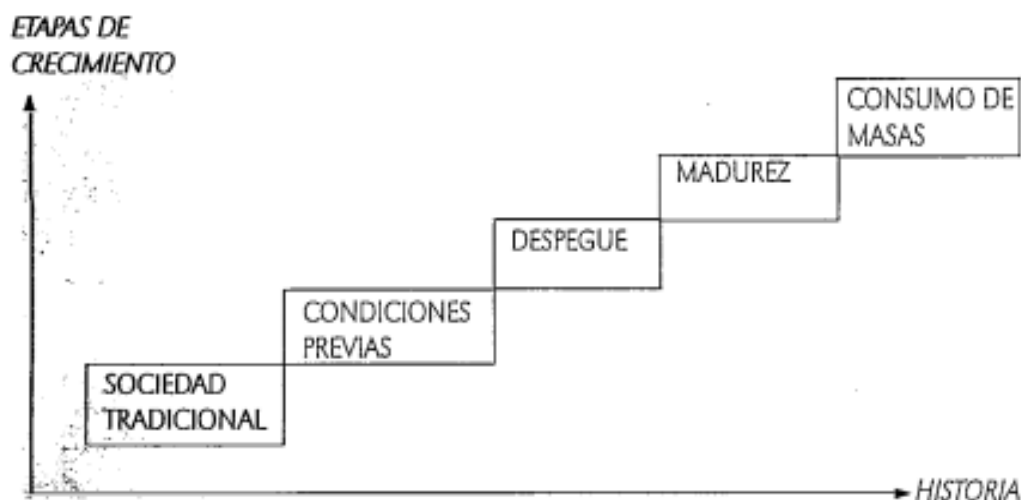 ETAPAS DE
CRECIMIENTO
CONSUMO DE
MASAS
MADUREZ
DESPEGUE
CONDICIONES
PREVIAS
SOCIEDAD
TRADICIONAL
HISTORIA